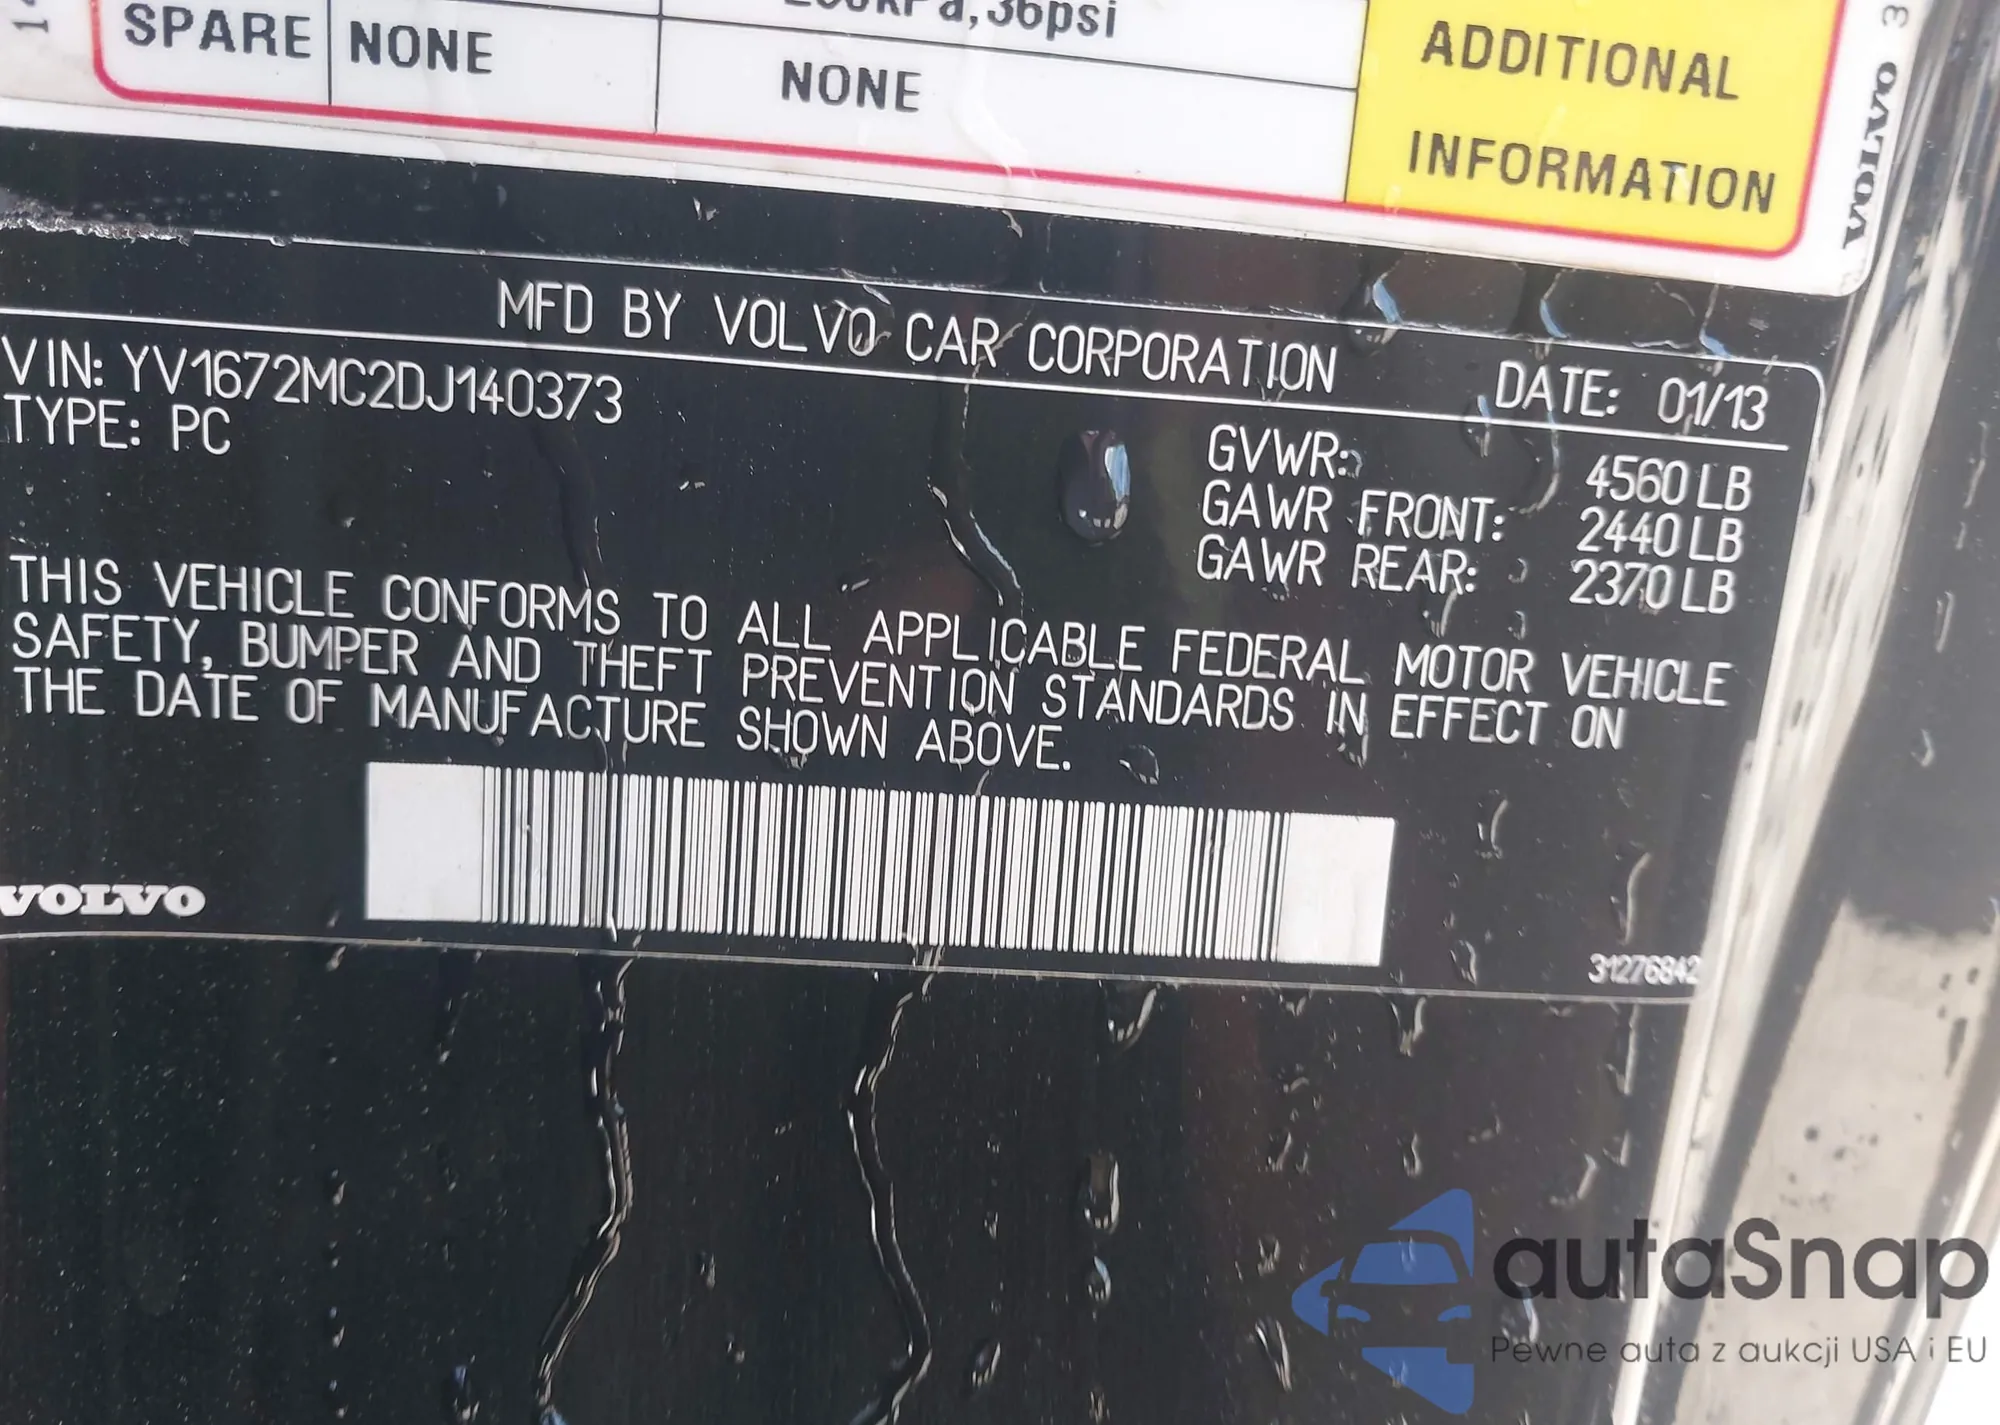 SPARE NONE NONE
ADDITIONAL
INFORMATION
VOLVO
MFD BY VOLVO CAR CORPORATION
DATE: 01/13
VIN: YV1672MC2DJ140373
TYPE: PC
GVWR: 4560 LB
GAWR FRONT: 2440 LB
GAWR REAR: 2370 LB
THIS VEHICLE CONFORMS TO ALL APPLICABLE FEDERAL MOTOR VEHICLE
SAFETY, BUMPER AND THEFT PREVENTION STANDARDS IN EFFECT ON
THE DATE OF MANUFACTURE SHOWN ABOVE.
VOLVO
31276842
autaSnap
Pewne auta z aukcji USA i EU